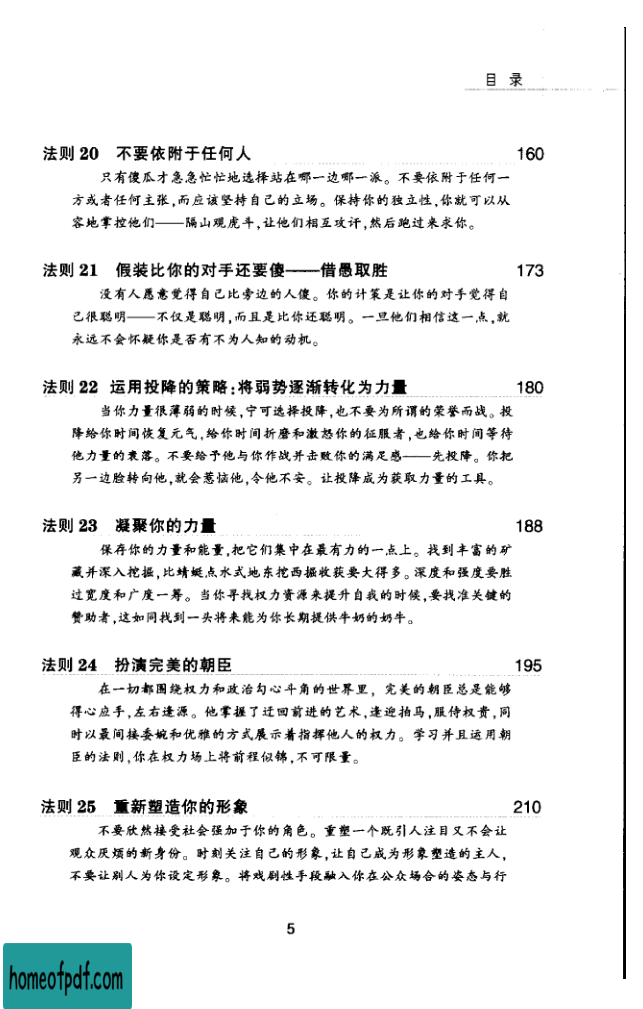 目 录
法则 20 不要依附于任何人 160
只有傻瓜才急急忙忙地选择站在哪一边哪一派。不要依附于任何一
方或者任何主张,而应该坚持自己的立场。保持你的独立性,你就可以从
容地掌控他们——隔山观虎斗,让他们相互攻讦,然后跑过来求你。
法则 21 假装比你的对手还要傻——借愚取胜 173
没有人愿意觉得自己比旁边的人傻。你的计策是让你的对手觉得自
己很聪明——不仅是聪明,而且是比你还聪明。一旦他们相信这一点,就
永远不会怀疑你是否有不为人知的动机。
法则 22 运用投降的策略:将弱势逐渐转化为力量 180
当你力量很薄弱的时候,宁可选择投降,也不要为所谓的荣誉而战。投
降给你时间恢复元气,给你时间折磨和激怒你的征服者,也给你时间等待
他力量的衰落。不要给予他与你作战并击败你的满足感——先投降。你把
另一边脸转向他,就会惹恼他,令他不安。让投降成为获取力量的工具。
法则 23 凝聚你的力量 188
保存你的力量和能量,把它们集中在最有力的一点上。找到丰富的矿
藏并深入挖掘,比蜻蜓点水式地东挖西掘收获要大得多。深度和强度要胜
过宽度和广度一筹。当你寻找权力资源来提升自我的时候,要找准关键的
赞助者,这如同找到一头将来能为你长期提供牛奶的奶牛。
法则 24 扮演完美的朝臣 195
在一切都围绕权力和政治勾心斗角的世界里，完美的朝臣总是能够
得心应手,左右逢源。他掌握了迂回前进的艺术,逢迎拍马,服侍权贵,同
时以最间接委婉和优雅的方式展示着指挥他人的权力。学习并且运用朝
臣的法则,你在权力场上将前程似锦,不可限量。
法则 25 重新塑造你的形象 210
不要欣然接受社会强加于你的角色。重塑一个既引人注目又不会让
观众厌烦的新身份。时刻关注自己的形象,让自己成为形象塑造的主人,
不要让别人为你设定形象。将戏剧性手段融入你在公众场合的姿态与行
5
homeofpdf.com